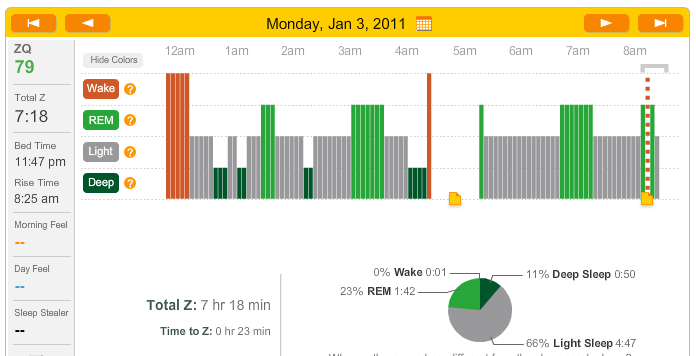 Monday, Jan 3, 2011
ZQ
79
Total Z
7:18
Bed Time
11:47 pm
Rise Time
8:25 am
Morning Feel
--
Day Feel
--
Sleep Stealer
--
12am 1am 2am 3am 4am 5am 6am 7am 8am
Hide Colors
Wake ?
REM ?
Light ?
Deep ?
0% Wake 0:01
11% Deep Sleep 0:50
23% REM 1:42
Total Z: 7 hr 18 min
Time to Z: 0 hr 23 min
66% Light Sleep 4:47